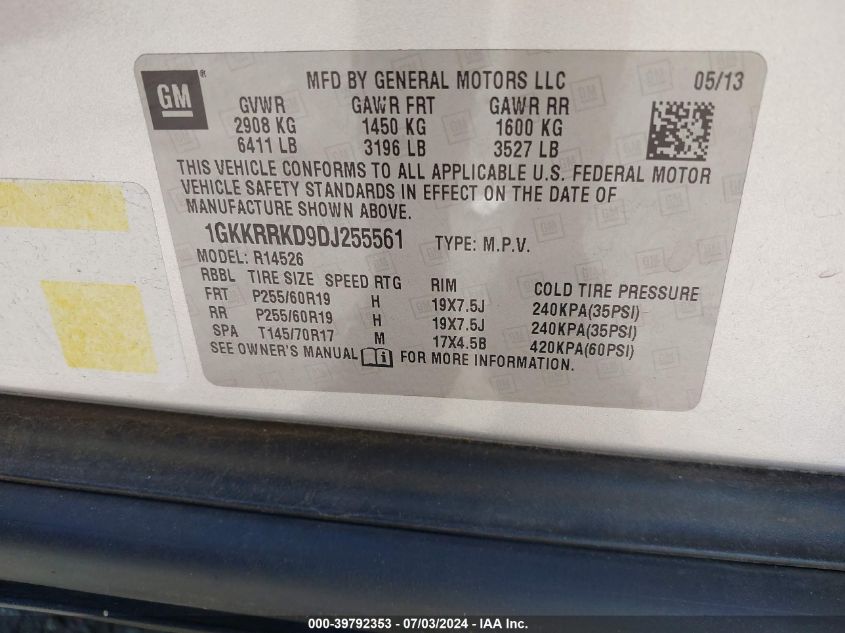 GM ® MFD BY GENERAL MOTORS LLC 05/13
GVWR GAWR FRT GAWR RR
2908 KG 1450 KG 1600 KG
6411 LB 3196 LB 3527 LB
THIS VEHICLE CONFORMS TO ALL APPLICABLE U.S. FEDERAL MOTOR
VEHICLE SAFETY STANDARDS IN EFFECT ON THE DATE OF
MANUFACTURE SHOWN ABOVE.
1GKKRRKD9DJ255561 TYPE: M.P.V.
MODEL: R14526
RBBL TIRE SIZE SPEED RTG RIM COLD TIRE PRESSURE
FRT P255/60R19 H 19X7.5J 240KPA(35PSI)
RR P255/60R19 H 19X7.5J 240KPA(35PSI)
SPA T145/70R17 M 17X4.5B 420KPA(60PSI)
SEE OWNER'S MANUAL i FOR MORE INFORMATION.
000-39792353 - 07/03/2024 - IAA Inc.